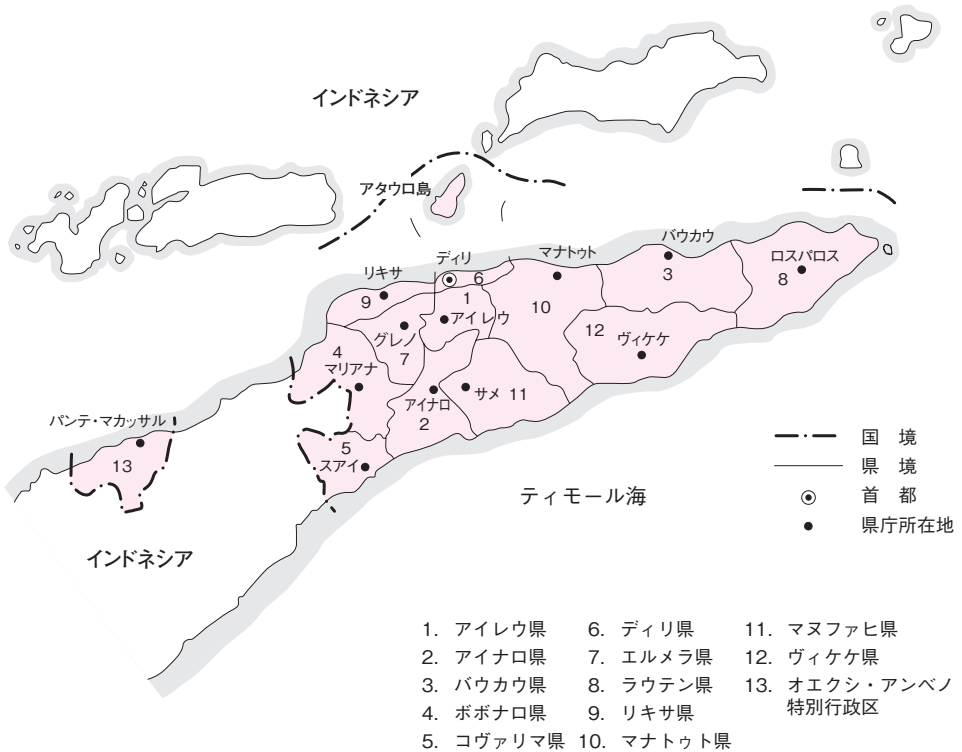 インドネシア
アタウロ島
バウカウ
ディリ
マナトゥト
ロスパロス
リキサ
6
3
8
9
1
10
アイレウ
グレノ
12
4
7
ヴィケケ
マリアナ
アイナロ
サメ 11
2
パンテ・マカッサル
5
スアイ
13
国 境
県 境
首 都
県庁所在地
ティモール海
インドネシア
1. アイレウ県
2. アイナロ県
3. バウカウ県
4. ボボナロ県
5. コヴァリマ県
6. ディリ県
7. エルメラ県
8. ラウテン県
9. リキサ県
10. マナトゥト県
11. マヌファヒ県
12. ヴィケケ県
13. オエクシ・アンベノ
特別行政区